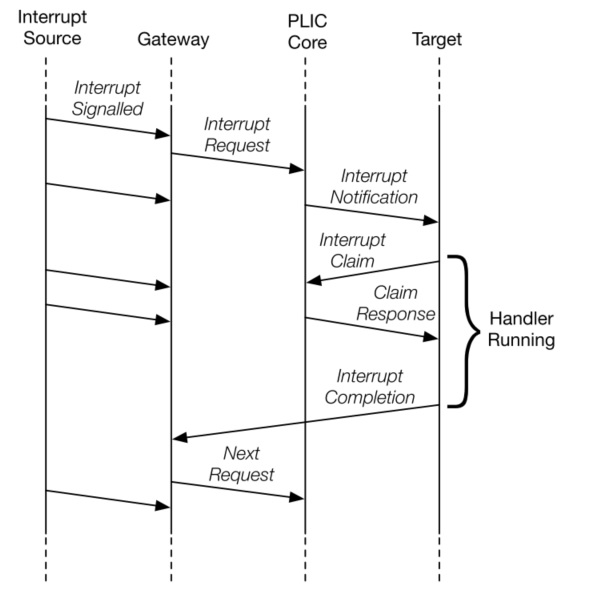 Interrupt
Source
Gateway
PLIC
Core
Target
Interrupt
Signalled
Interrupt
Request
Interrupt
Notification
Interrupt
Claim
Claim
Response
Handler
Running
Interrupt
Completion
Next
Request